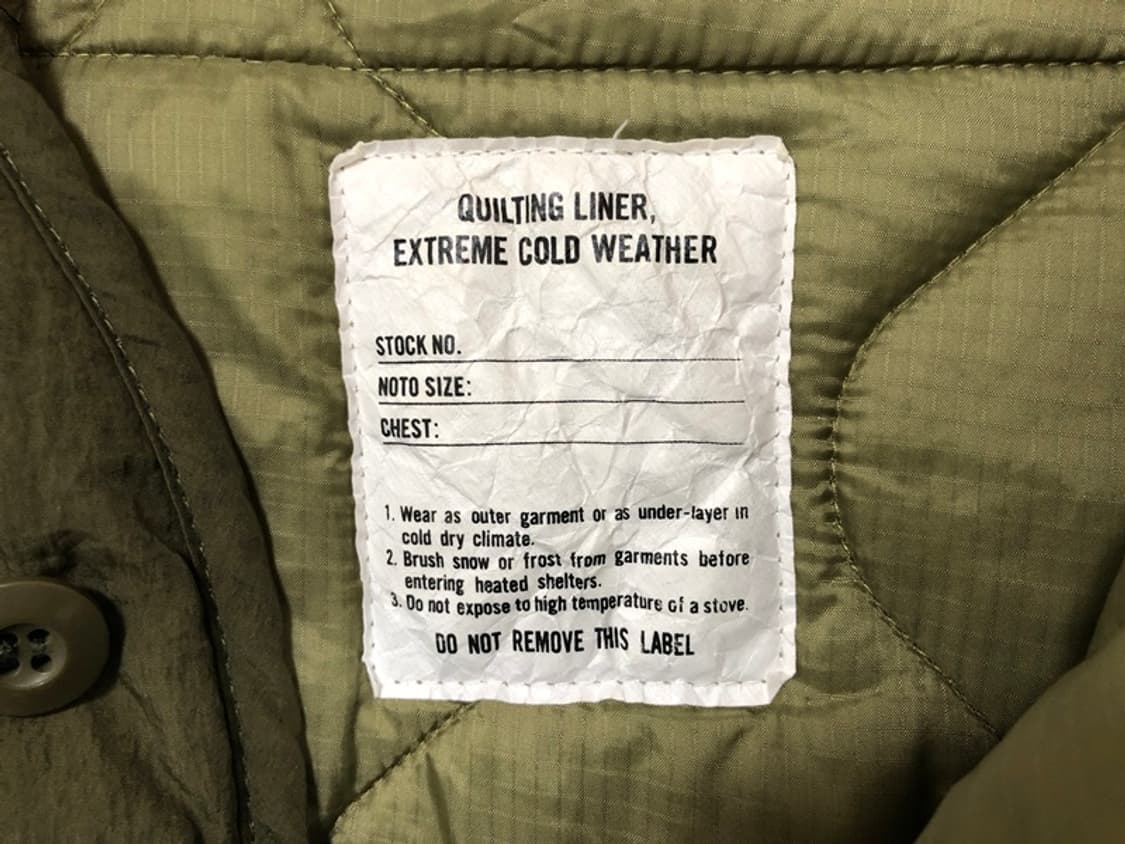 QUILTING LINER,
EXTREME COLD WEATHER
STOCK NO.
NOTO SIZE:
CHEST:
1. Wear as outer garment or as under-layer in
cold dry climate.
2. Brush snow or frost from garments before
entering heated shelters.
3. Do not expose to high temperature of a stove.
DO NOT REMOVE THIS LABEL